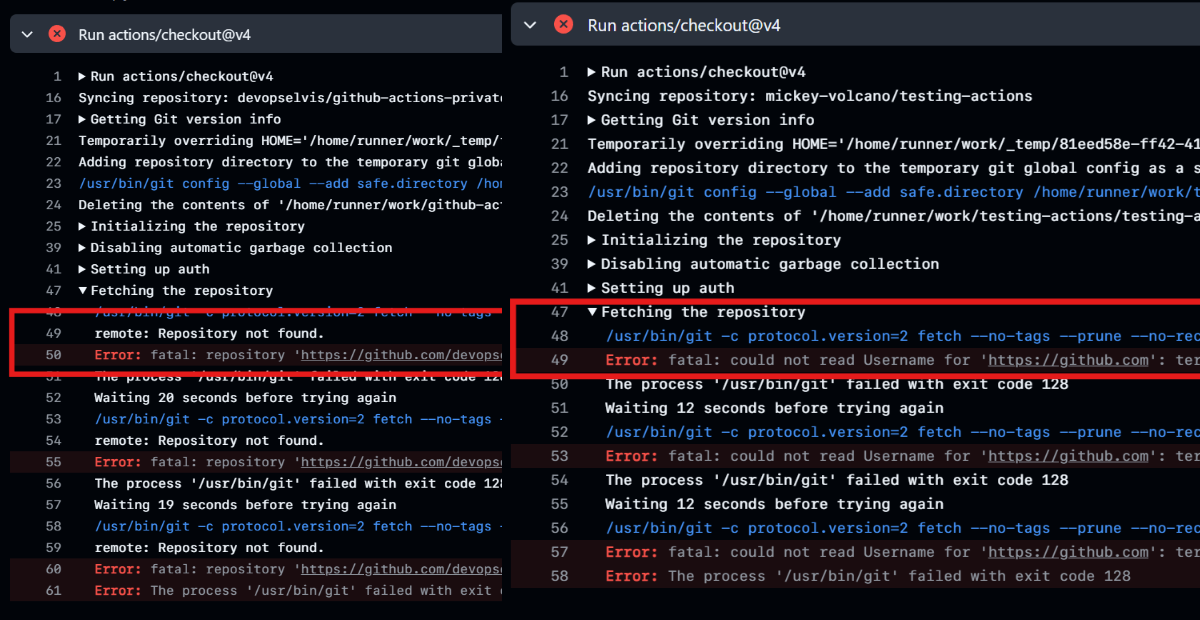 Run actions/checkout@v4
1 Run actions/checkout@v4
16 Syncing repository: devopselvis/github-actions-private
17 Getting Git version info
21 Temporarily overriding HOME='/home/runner/work/_temp/
22 Adding repository directory to the temporary git globa
23 /usr/bin/git config --global --add safe.directory /ho
24 Deleting the contents of '/home/runner/work/github-ac
25 Initializing the repository
39 Disabling automatic garbage collection
41 Setting up auth
47 Fetching the repository
48 /usr/bin/git -c protocol.version=2 fetch --no-tags
49 remote: Repository not found.
50 Error: fatal: repository 'https://github.com/devops
51 The process '/usr/bin/git' failed with exit code 12
52 Waiting 20 seconds before trying again
53 /usr/bin/git -c protocol.version=2 fetch --no-tags
54 remote: Repository not found.
55 Error: fatal: repository 'https://github.com/devops
56 The process '/usr/bin/git' failed with exit code 12
57 Waiting 19 seconds before trying again
58 /usr/bin/git -c protocol.version=2 fetch --no-tags
59 remote: Repository not found.
60 Error: fatal: repository 'https://github.com/devops
61 Error: The process '/usr/bin/git' failed with exit
Run actions/checkout@v4
1 Run actions/checkout@v4
16 Syncing repository: mickey-volcano/testing-actions
17 Getting Git version info
21 Temporarily overriding HOME='/home/runner/work/_temp/81eed58e-ff42-41
22 Adding repository directory to the temporary git global config as a s
23 /usr/bin/git config --global --add safe.directory /home/runner/work/t
24 Deleting the contents of '/home/runner/work/testing-actions/testing-a
25 Initializing the repository
39 Disabling automatic garbage collection
41 Setting up auth
47 Fetching the repository
48 /usr/bin/git -c protocol.version=2 fetch --no-tags --prune --no-rec
49 Error: fatal: could not read Username for 'https://github.com': ter
50 The process '/usr/bin/git' failed with exit code 128
51 Waiting 12 seconds before trying again
52 /usr/bin/git -c protocol.version=2 fetch --no-tags --prune --no-rec
53 Error: fatal: could not read Username for 'https://github.com': ter
54 The process '/usr/bin/git' failed with exit code 128
55 Waiting 12 seconds before trying again
56 /usr/bin/git -c protocol.version=2 fetch --no-tags --prune --no-rec
57 Error: fatal: could not read Username for 'https://github.com': ter
58 Error: The process '/usr/bin/git' failed with exit code 128